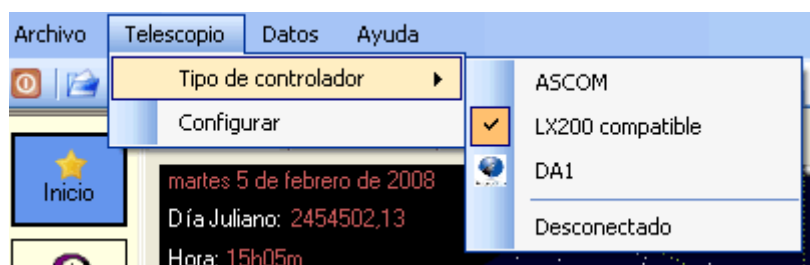 Archivo Telescopio Datos Ayuda
Tipo de controlador
Configurar
ASCOM
LX200 compatible
DA1
Desconectado
Inicio
martes 5 de febrero de 2008
Día Juliano: 2454502,13
Hora: 15h05m